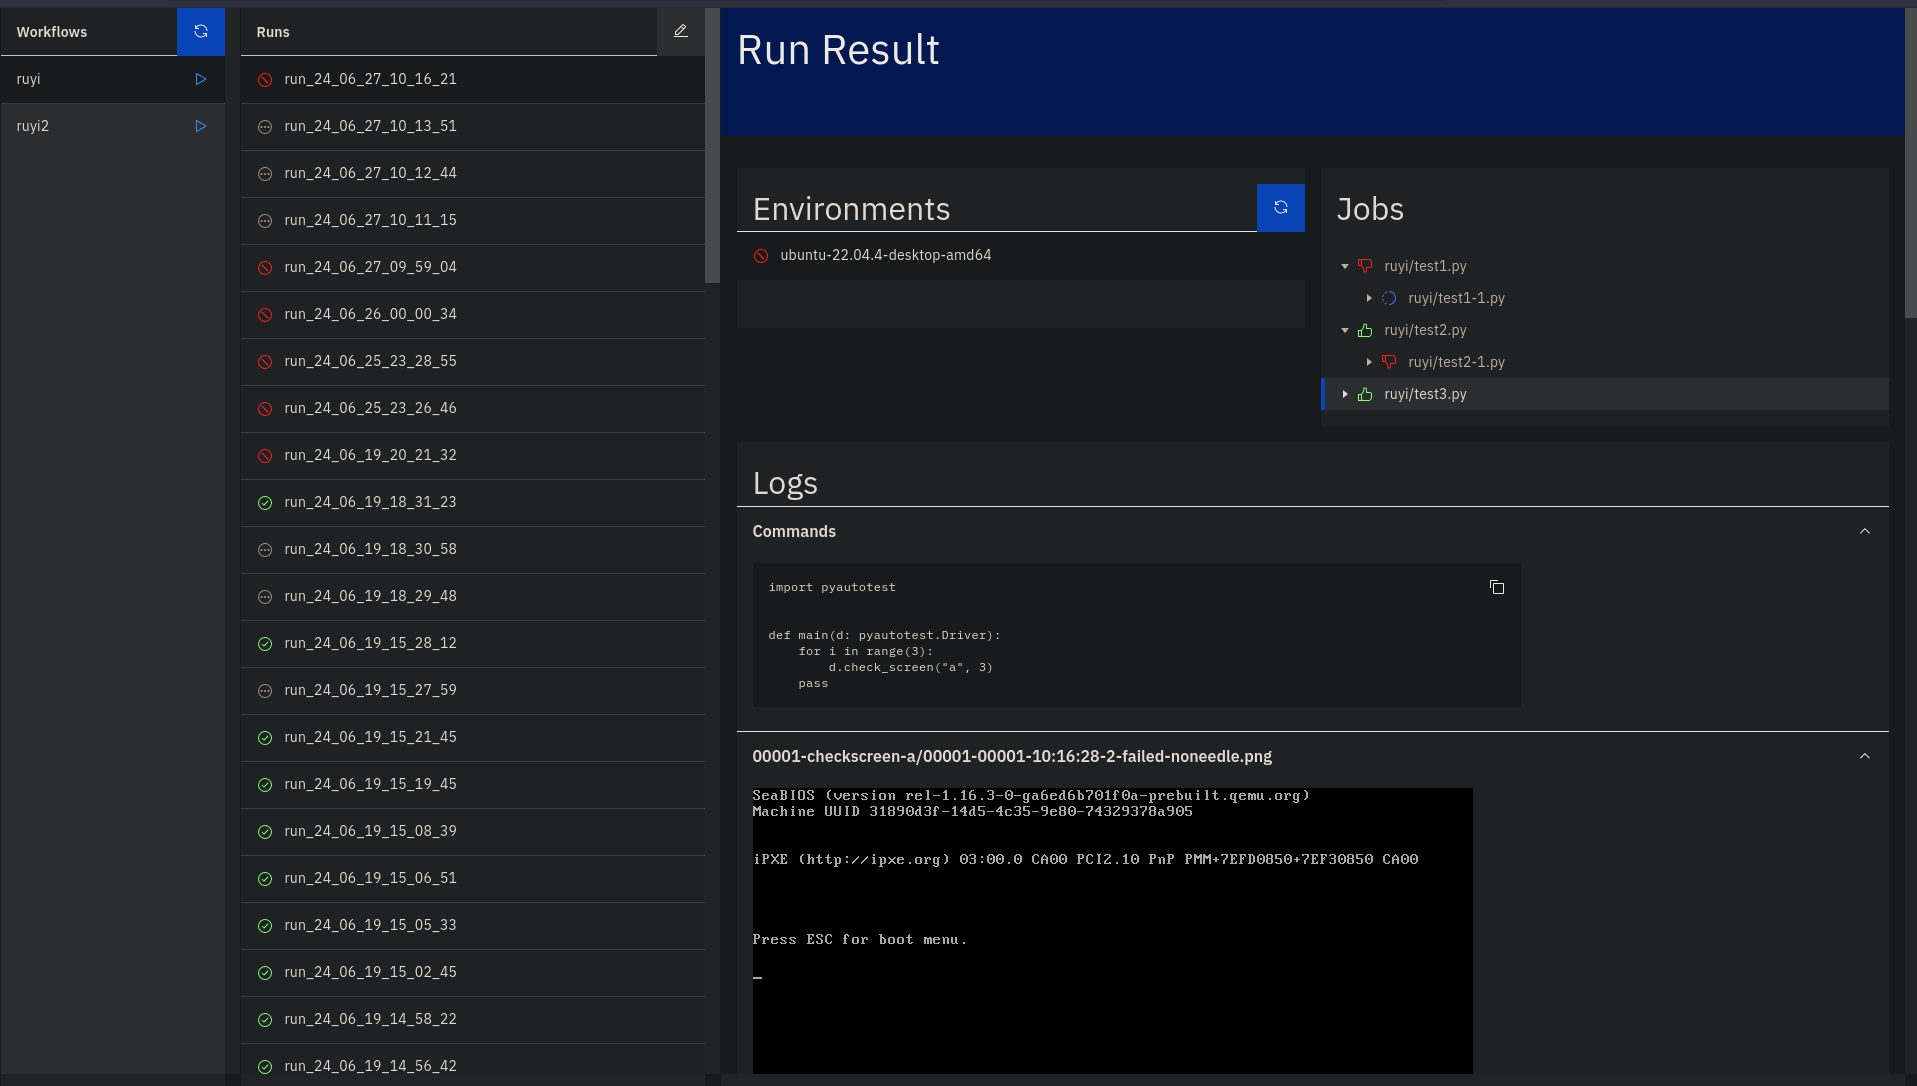 Workflows
ruyi
ruyi2
Runs
run_24_06_27_10_16_21
run_24_06_27_10_13_51
run_24_06_27_10_12_44
run_24_06_27_10_11_15
run_24_06_27_09_59_04
run_24_06_26_00_00_34
run_24_06_25_23_28_55
run_24_06_25_23_26_46
run_24_06_19_20_21_32
run_24_06_19_18_31_23
run_24_06_19_18_30_58
run_24_06_19_18_29_48
run_24_06_19_15_28_12
run_24_06_19_15_27_59
run_24_06_19_15_21_45
run_24_06_19_15_19_45
run_24_06_19_15_08_39
run_24_06_19_15_06_51
run_24_06_19_15_05_33
run_24_06_19_15_02_45
run_24_06_19_14_58_22
run_24_06_19_14_56_42
Run Result
Environments
ubuntu-22.04.4-desktop-amd64
Jobs
ruyi/test1.py
ruyi/test1-1.py
ruyi/test2.py
ruyi/test2-1.py
ruyi/test3.py
Logs
Commands
import pyautotest
def main(d: pyautotest.Driver):
    for i in range(3):
        d.check_screen("a", 3)
    pass
00001-checkscreen-a/00001-00001-10:16:28-2-failed-noneedle.png
SeaBIOS (version rel-1.16.3-0-ga6ed6b701f0a-prebuilt.qemu.org)
Machine UUID 31890d3f-14d5-4c35-9e80-74329378a905
iPXE (http://ipxe.org) 03:00.0 CA00 PCI2.10 PnP PMM+7EFD0850+7EF30850 CA00
Press ESC for boot menu.
_